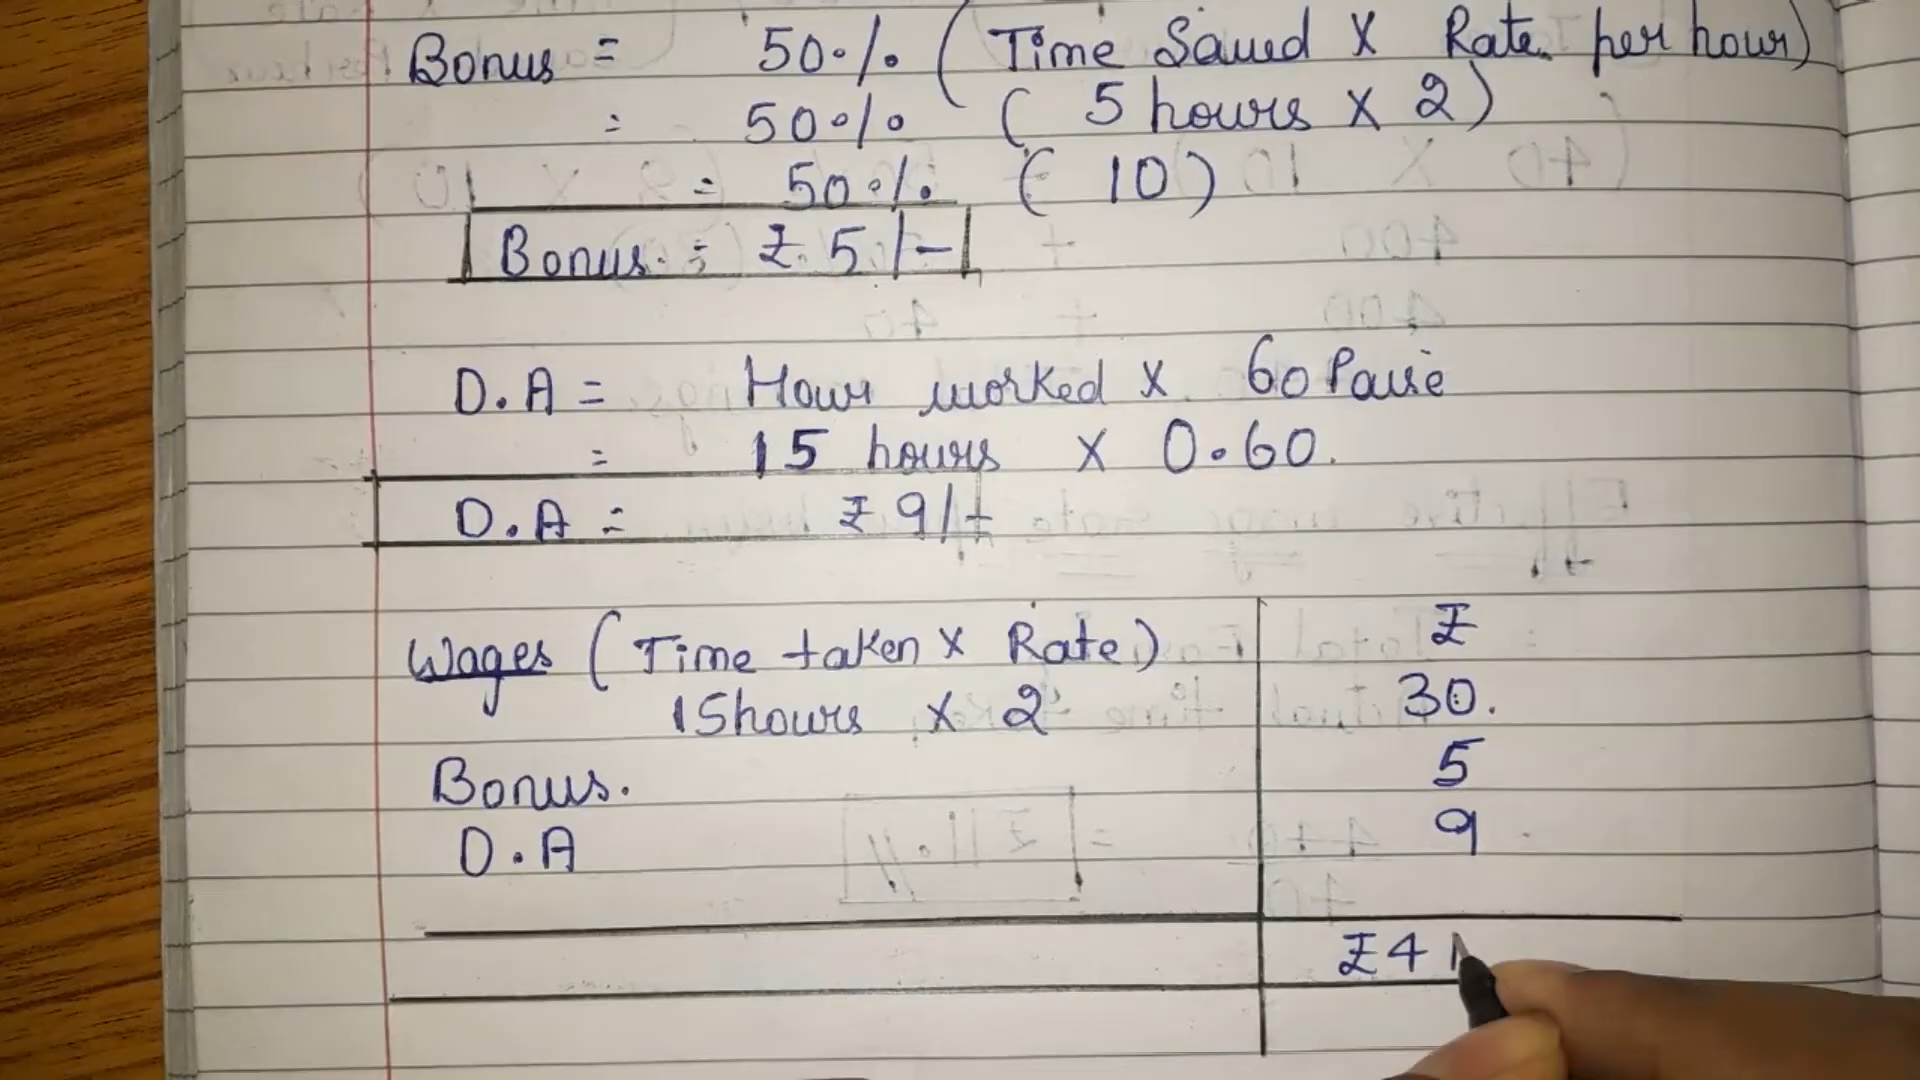 Bonus = 50% (Time Saved X Rate per hour)
= 50% (5 hours X 2)
= 50% (10)
Bonus = ₹ 5/-
D.A = Hour worked X 60 Paise
= 15 hours X 0.60.
D.A = ₹ 9/-
Wages (Time taken X Rate) ₹
15hours X 2 30.
Bonus. 5
D.A 9
₹4